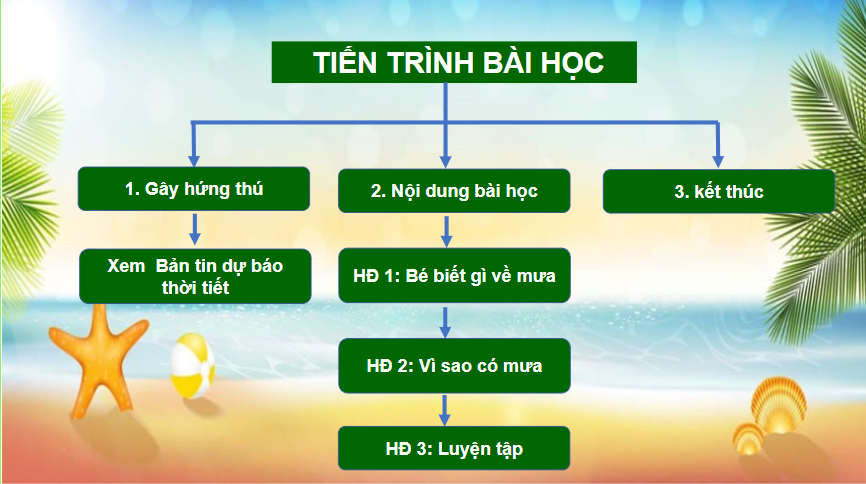 TIẾN TRÌNH BÀI HỌC
1. Gây hứng thú
2. Nội dung bài học
3. kết thúc
Xem Bản tin dự báo
thời tiết
HĐ 1: Bé biết gì về mưa
HĐ 2: Vì sao có mưa
HĐ 3: Luyện tập